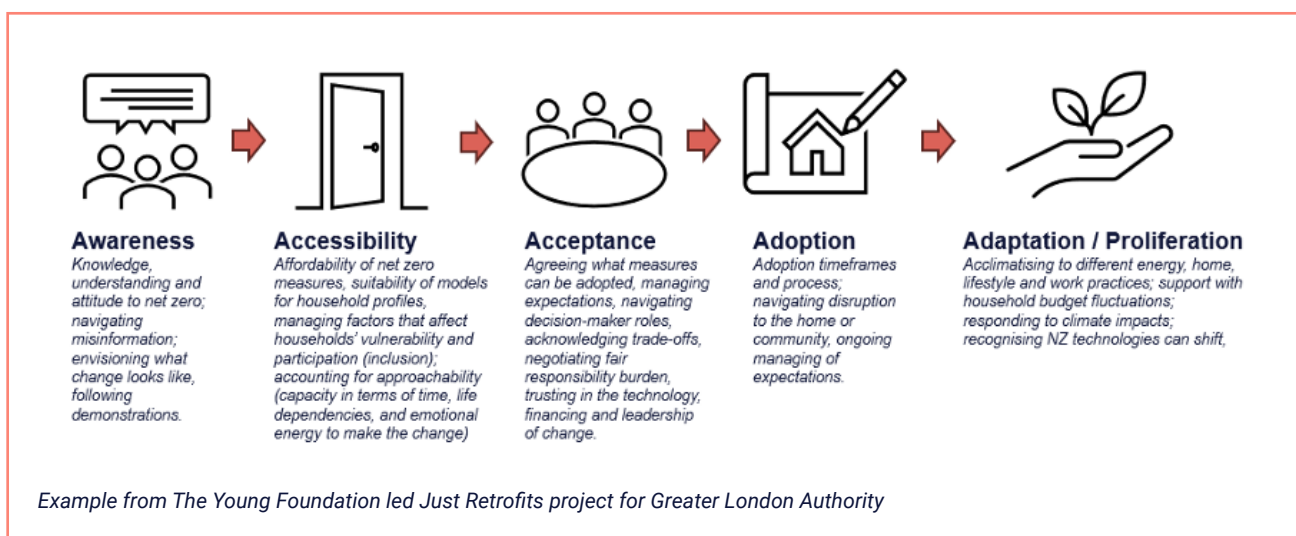 Awareness
Knowledge,
understanding and
attitude to net zero;
navigating
misinformation;
envisioning what
change looks like,
following
demonstrations.
Accessibility
Affordability of net zero
measures, suitability of models
for household profiles,
managing factors that affect
households' vulnerability and
participation (inclusion);
accounting for approachability
(capacity in terms of time, life
dependencies, and emotional
energy to make the change)
Acceptance
Agreeing what measures
can be adopted, managing
expectations, navigating
decision-maker roles,
acknowledging trade-offs,
negotiating fair
responsibility burden,
trusting in the technology,
financing and leadership
of change.
Adoption
Adoption timeframes
and process;
navigating disruption
to the home or
community, ongoing
managing of
expectations.
Adaptation / Proliferation
Acclimatising to different energy, home,
lifestyle and work practices; support with
household budget fluctuations;
responding to climate impacts;
recognising NZ technologies can shift,
Example from The Young Foundation led Just Retrofits project for Greater London Authority